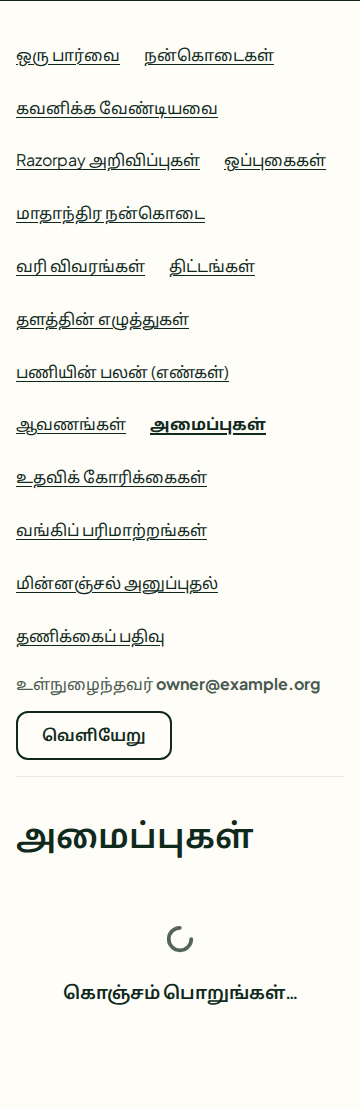 ஒரு பார்வை நன்கொடைகள்
கவனிக்க வேண்டியவை
Razorpay அறிவிப்புகள் ஒப்புகைகள்
மாதாந்திர நன்கொடை
வரி விவரங்கள் திட்டங்கள்
தளத்தின் எழுத்துகள்
பணியின் பலன் (எண்கள்)
ஆவணங்கள் அமைப்புகள்
உதவிக் கோரிக்கைகள்
வங்கிப் பரிமாற்றங்கள்
மின்னஞ்சல் அனுப்புதல்
தணிக்கைப் பதிவு
உள்நுழைந்தவர் owner@example.org
வெளியேறு
அமைப்புகள்
கொஞ்சம் பொறுங்கள்…